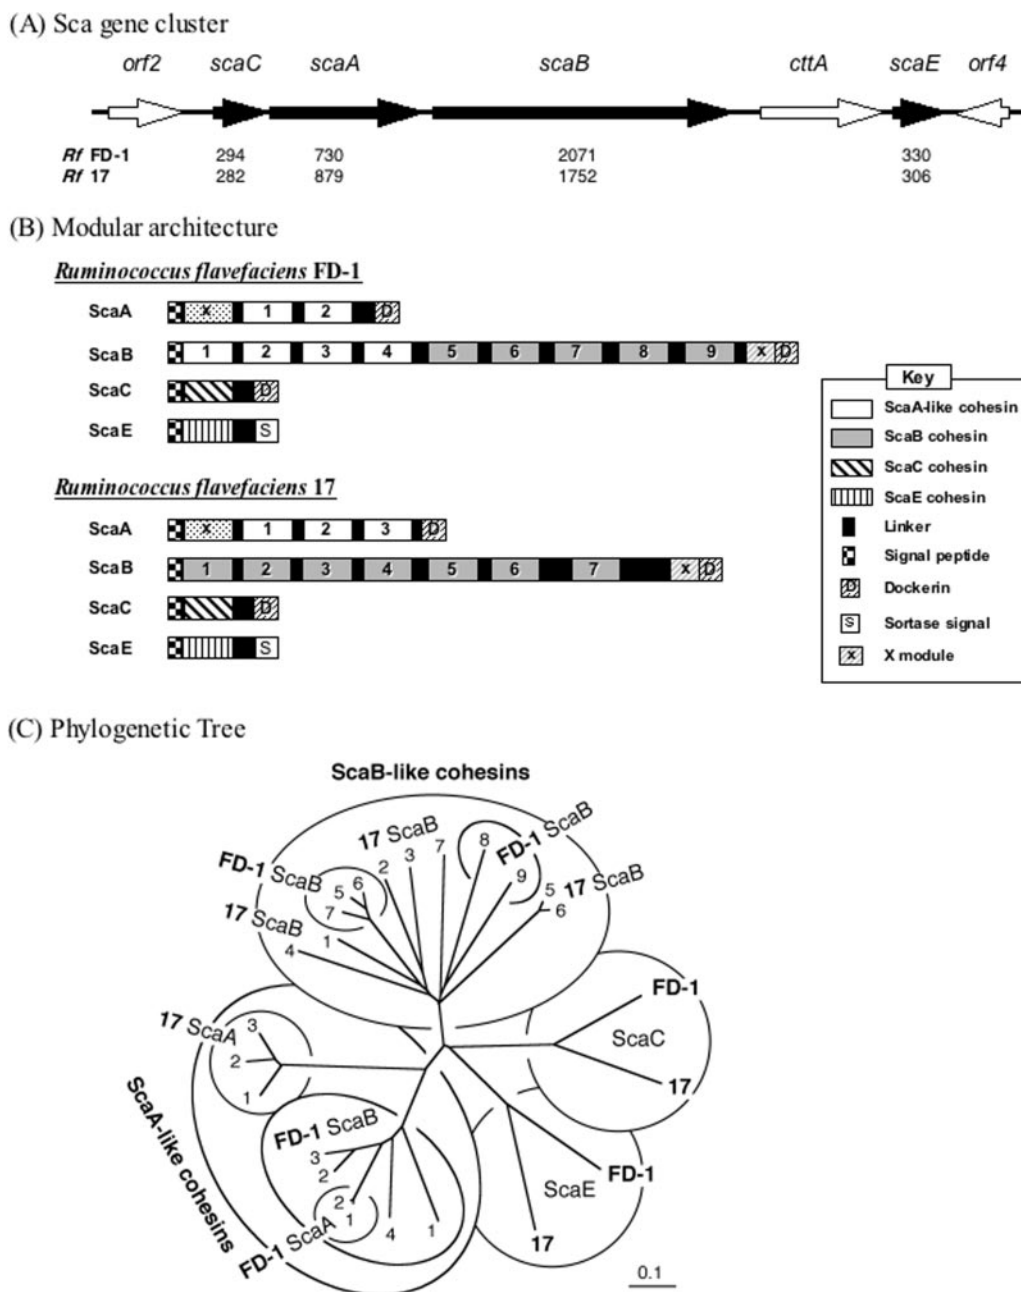 (A) Sca gene cluster
orf2 scaC scaA scaB cttA scaE orf4
Rf FD-1 294 730 2071 330
Rf 17 282 879 1752 306
(B) Modular architecture
Ruminococcus flavefaciens FD-1
ScaA X 1 2 D
ScaB 1 2 3 4 5 6 7 8 9 X D
ScaC D
ScaE S
Ruminococcus flavefaciens 17
ScaA X 1 2 3 D
ScaB 1 2 3 4 5 6 7 X D
ScaC D
ScaE S
Key
ScaA-like cohesin
ScaB cohesin
ScaC cohesin
ScaE cohesin
Linker
Signal peptide
D Dockerin
S Sortase signal
X X module
(C) Phylogenetic Tree
ScaB-like cohesins
FD-1 ScaB
5 6 7
17 ScaB
2 3 7
FD-1 ScaB
8 9
17 ScaB
5 6
17 ScaB
4 1
FD-1
ScaC
17
17 ScaA
3
2
1
ScaA-like cohesins
FD-1 ScaB
3
2
2
1
4 1
FD-1 ScaA
FD-1
ScaE
17
0.1